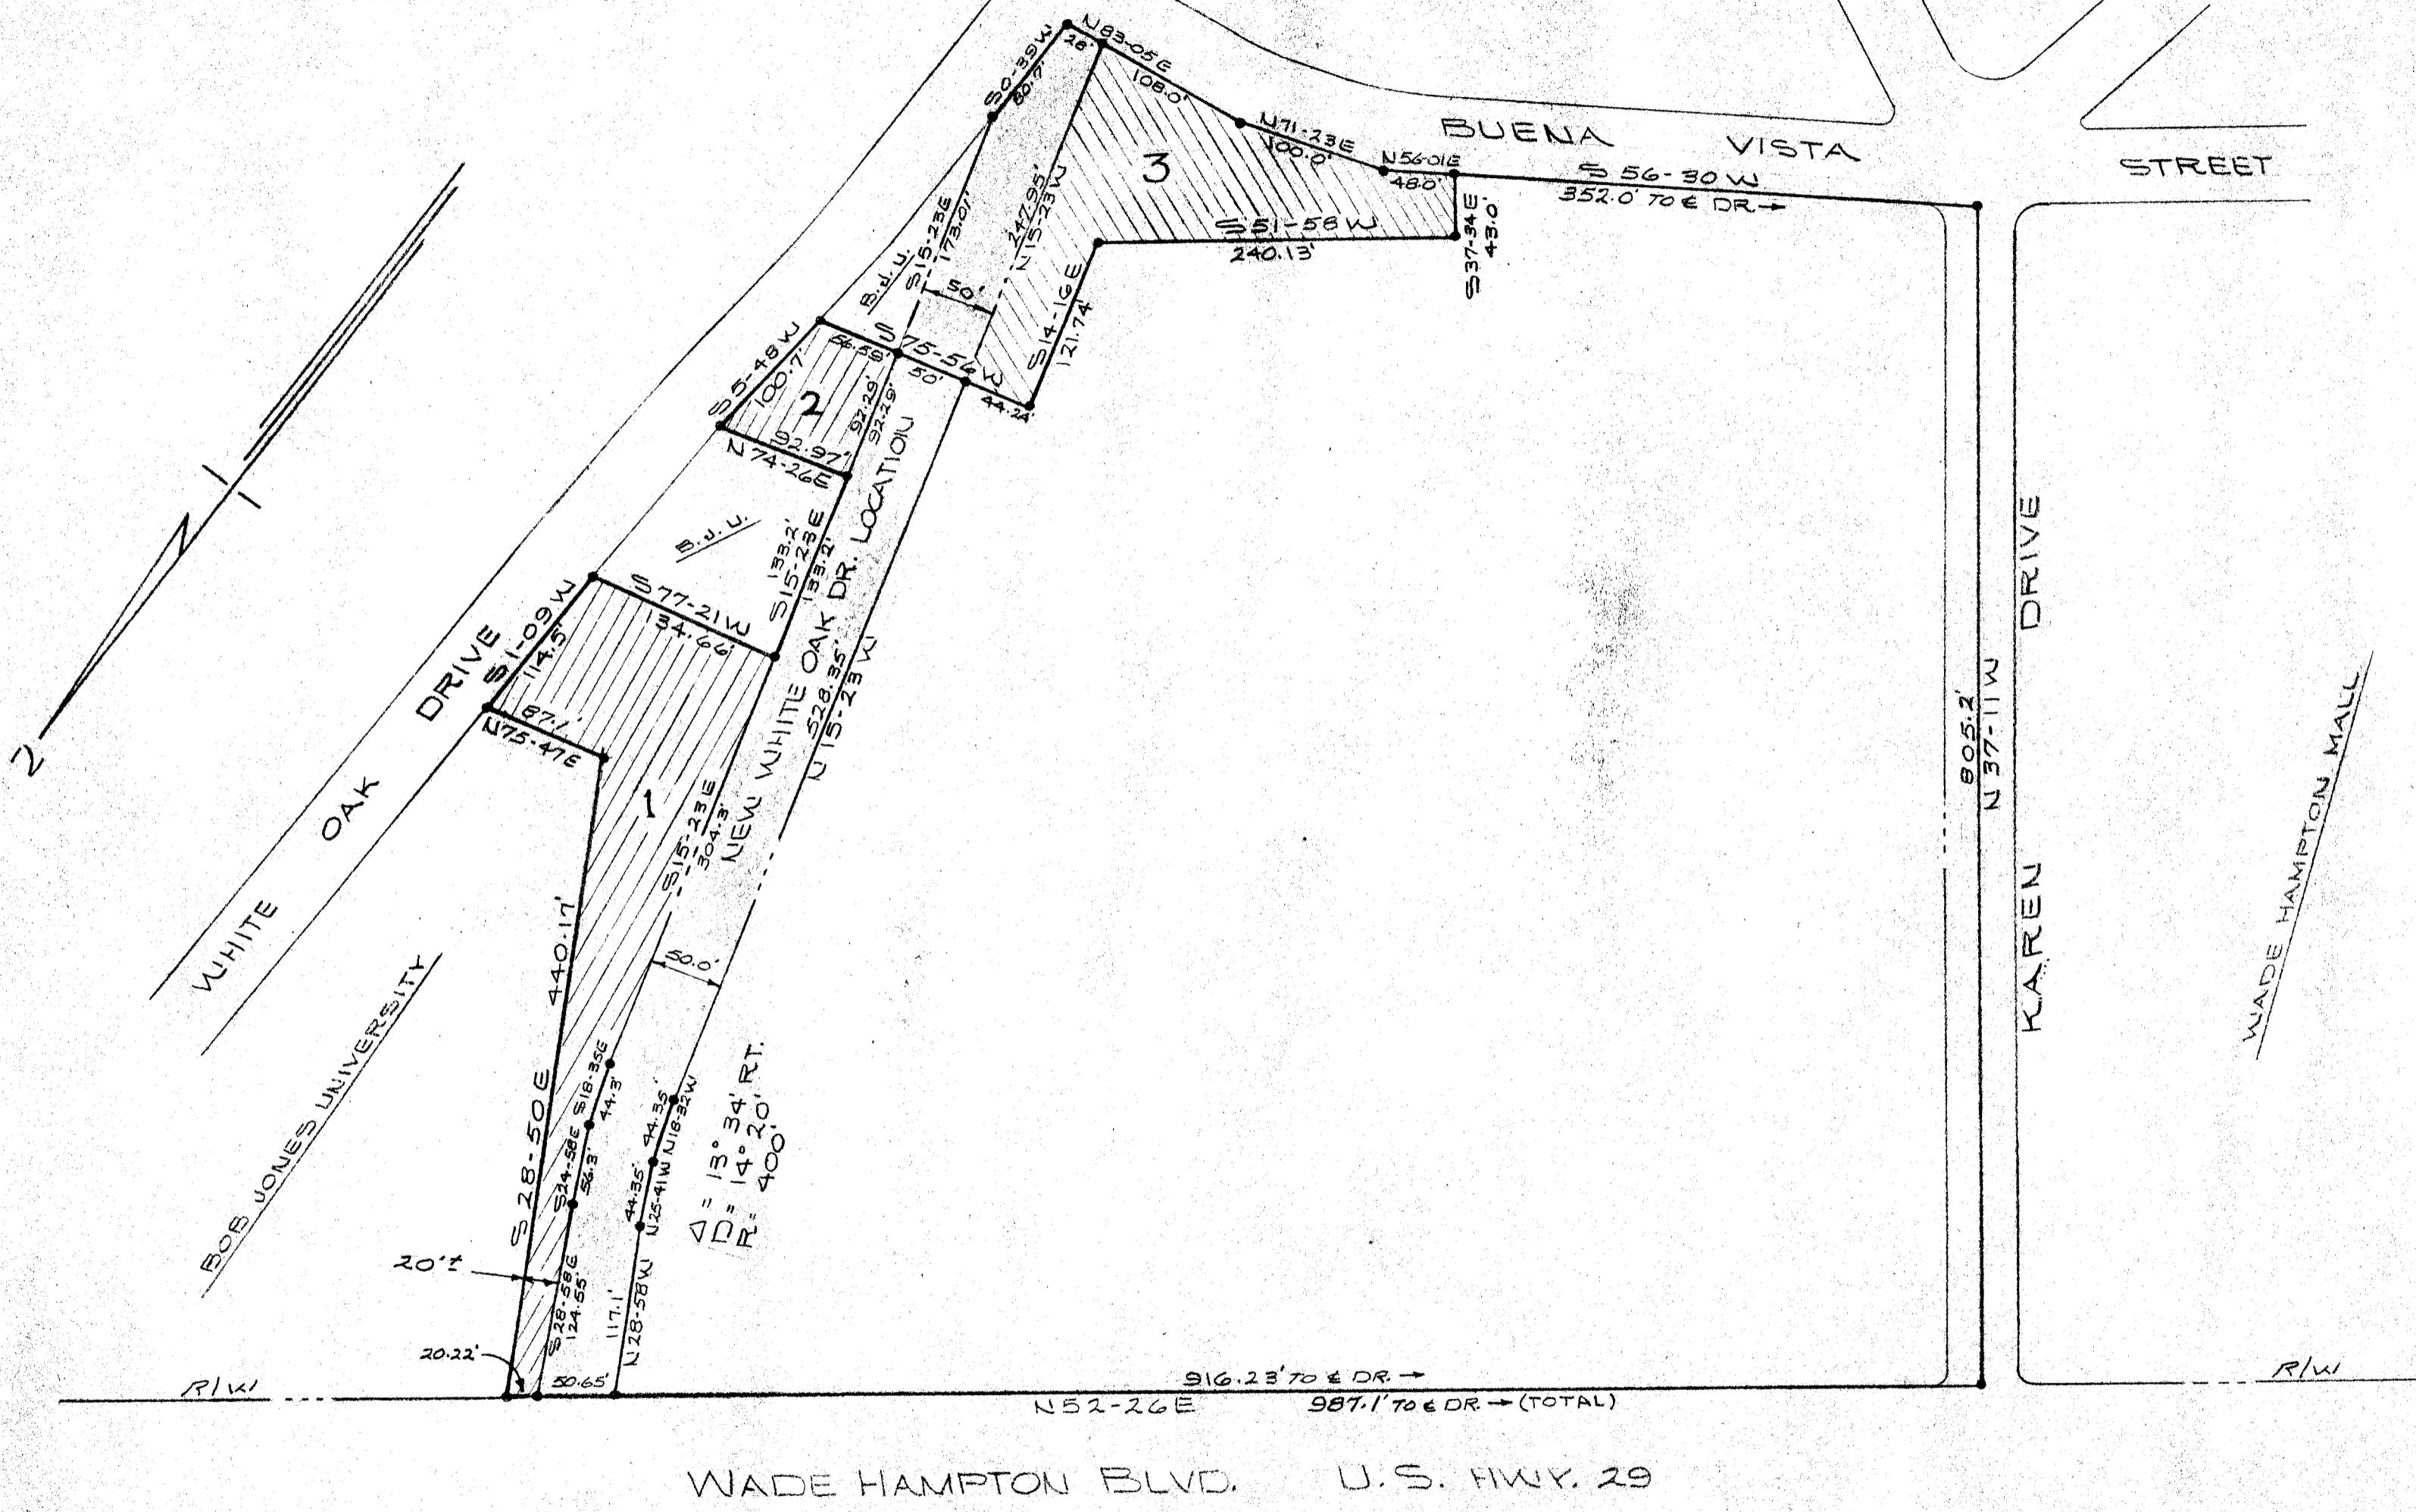 N83-05E
28'
108.0'
S0-39W
80.7'
N71-23E
100.0'
BUENA VISTA
STREET
N56-01E
48.0'
S 56-30 W
352.0' TO ℄ DR.→
3
S51-58W
240.13'
S37-34E
43.0'
247.95'
N15-23W
S15-23E
173.01'
B.J.U.
50'
S14-16E
121.74'
S5-48W
100.7'
S 75-56 W
56.59'
50'
44.24'
2
92.29'
92.29'
92.97'
N74-26E
B.J.U.
133.2'
S15-23E
133.2'
NEW WHITE OAK DR. LOCATION
528.35'
N 15-23 W
S1-09W
114.5'
S77-21W
134.66'
87.1'
N75-47E
1
S15-23E
304.3'
WHITE OAK DRIVE
N
BOB JONES UNIVERSITY
440.17'
S 28-50 E
50.0'
S18-35E
44.3'
S24-58E
56.3'
S28-58E
124.55'
44.35'
N18-32W
44.35'
N25-41W
117.1'
N28-58W
Δ = 13° 34' RT.
D = 14° 20'
R = 400'
20'±
20.22'
50.65'
805.2'
N 37-11 W
KAREN DRIVE
WADE HAMPTON MALL
R/W
916.23' TO ℄ DR.→
N52-26E
987.1' TO ℄ DR.→(TOTAL)
R/W
WADE HAMPTON BLVD. U.S. HWY. 29